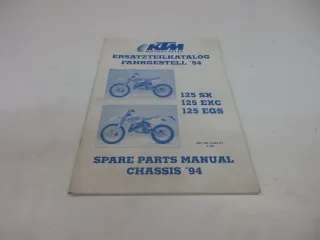 KTM
ERSATZTEILKATALOG
FAHRGESTELL '94
125 SX
125 EXC
125 EGS
SPARE PARTS MANUAL
CHASSIS '94